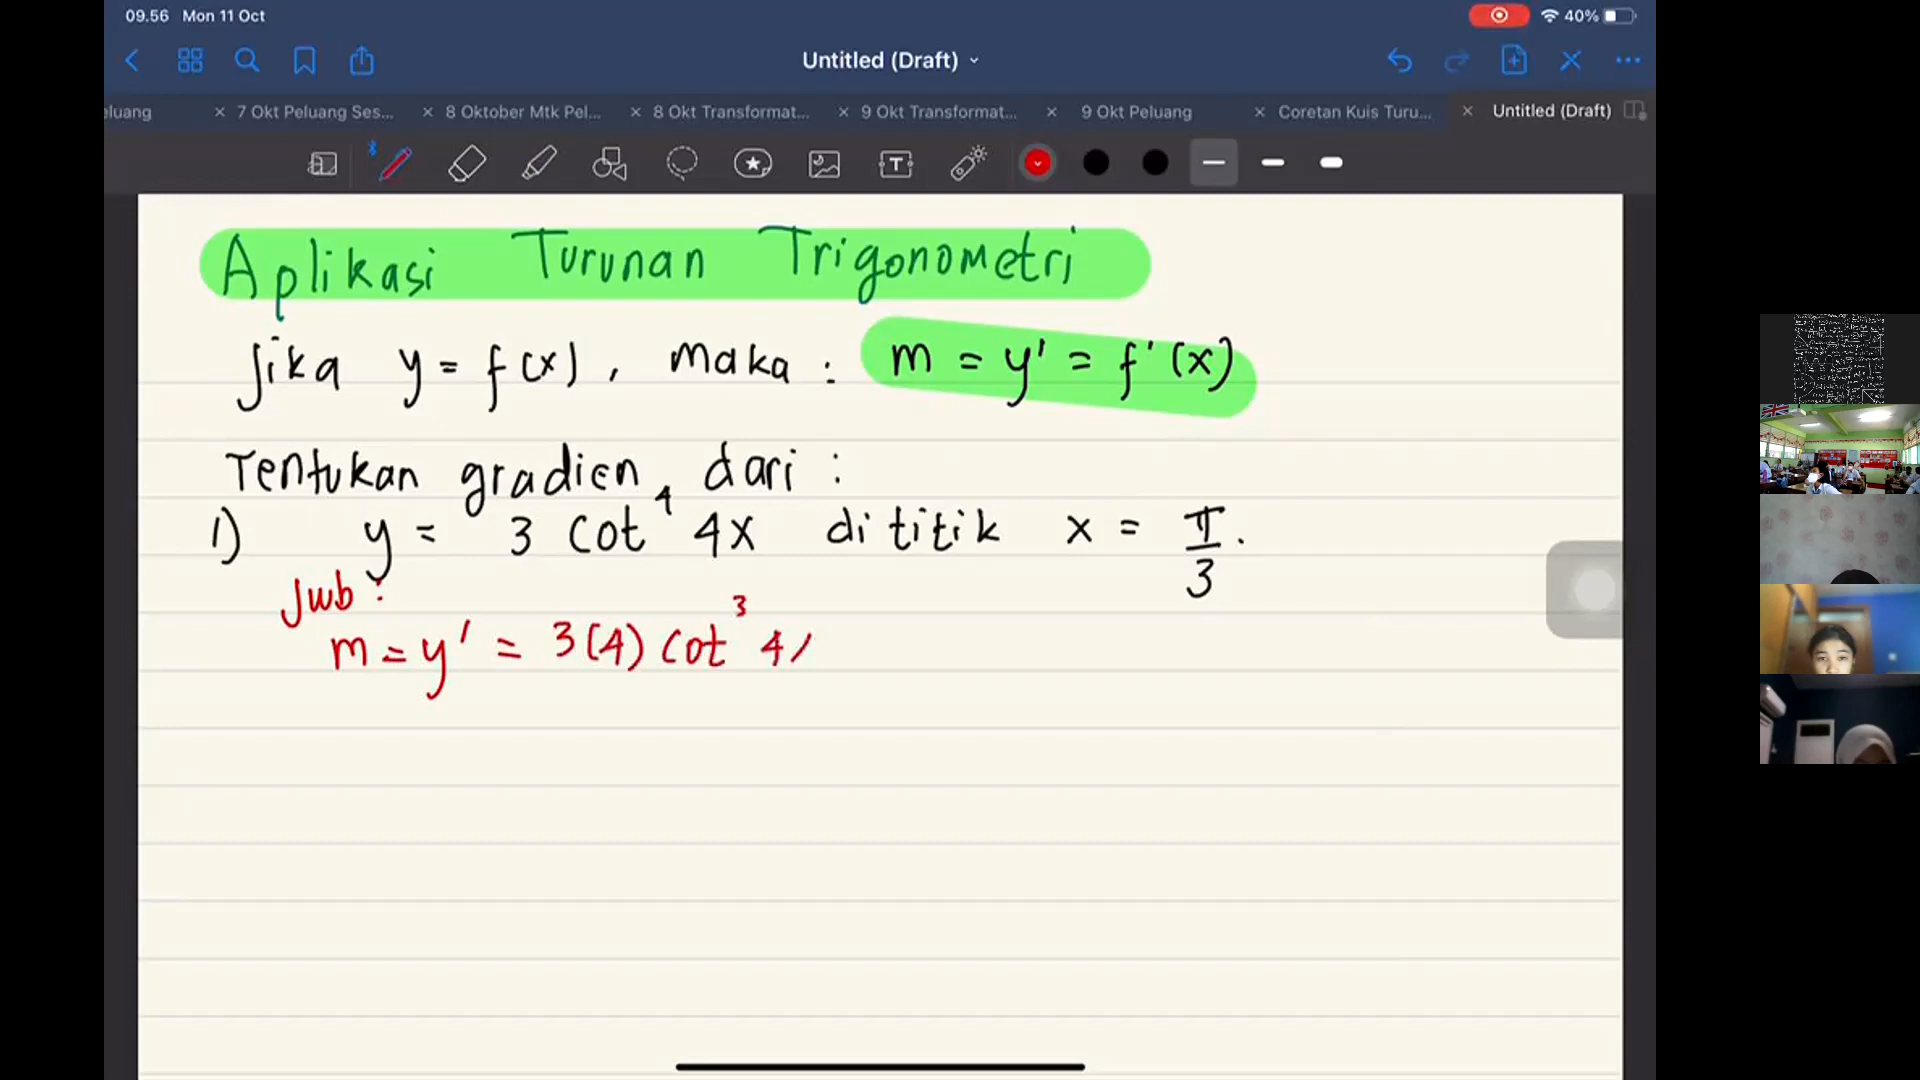 09.56 Mon 11 Oct 40%
Untitled (Draft)
eluang 7 Okt Peluang Ses... 8 Oktober Mtk Pel... 8 Okt Transformat... 9 Okt Transformat... 9 Okt Peluang Coretan Kuis Turu... Untitled (Draft)
Aplikasi Turunan Trigonometri
Jika y = f(x), maka : m = y' = f'(x)
Tentukan gradien dari :
1) y = 3 cot⁴ 4x di titik x = π/3.
Jwb :
m = y' = 3(4) cot³ 4